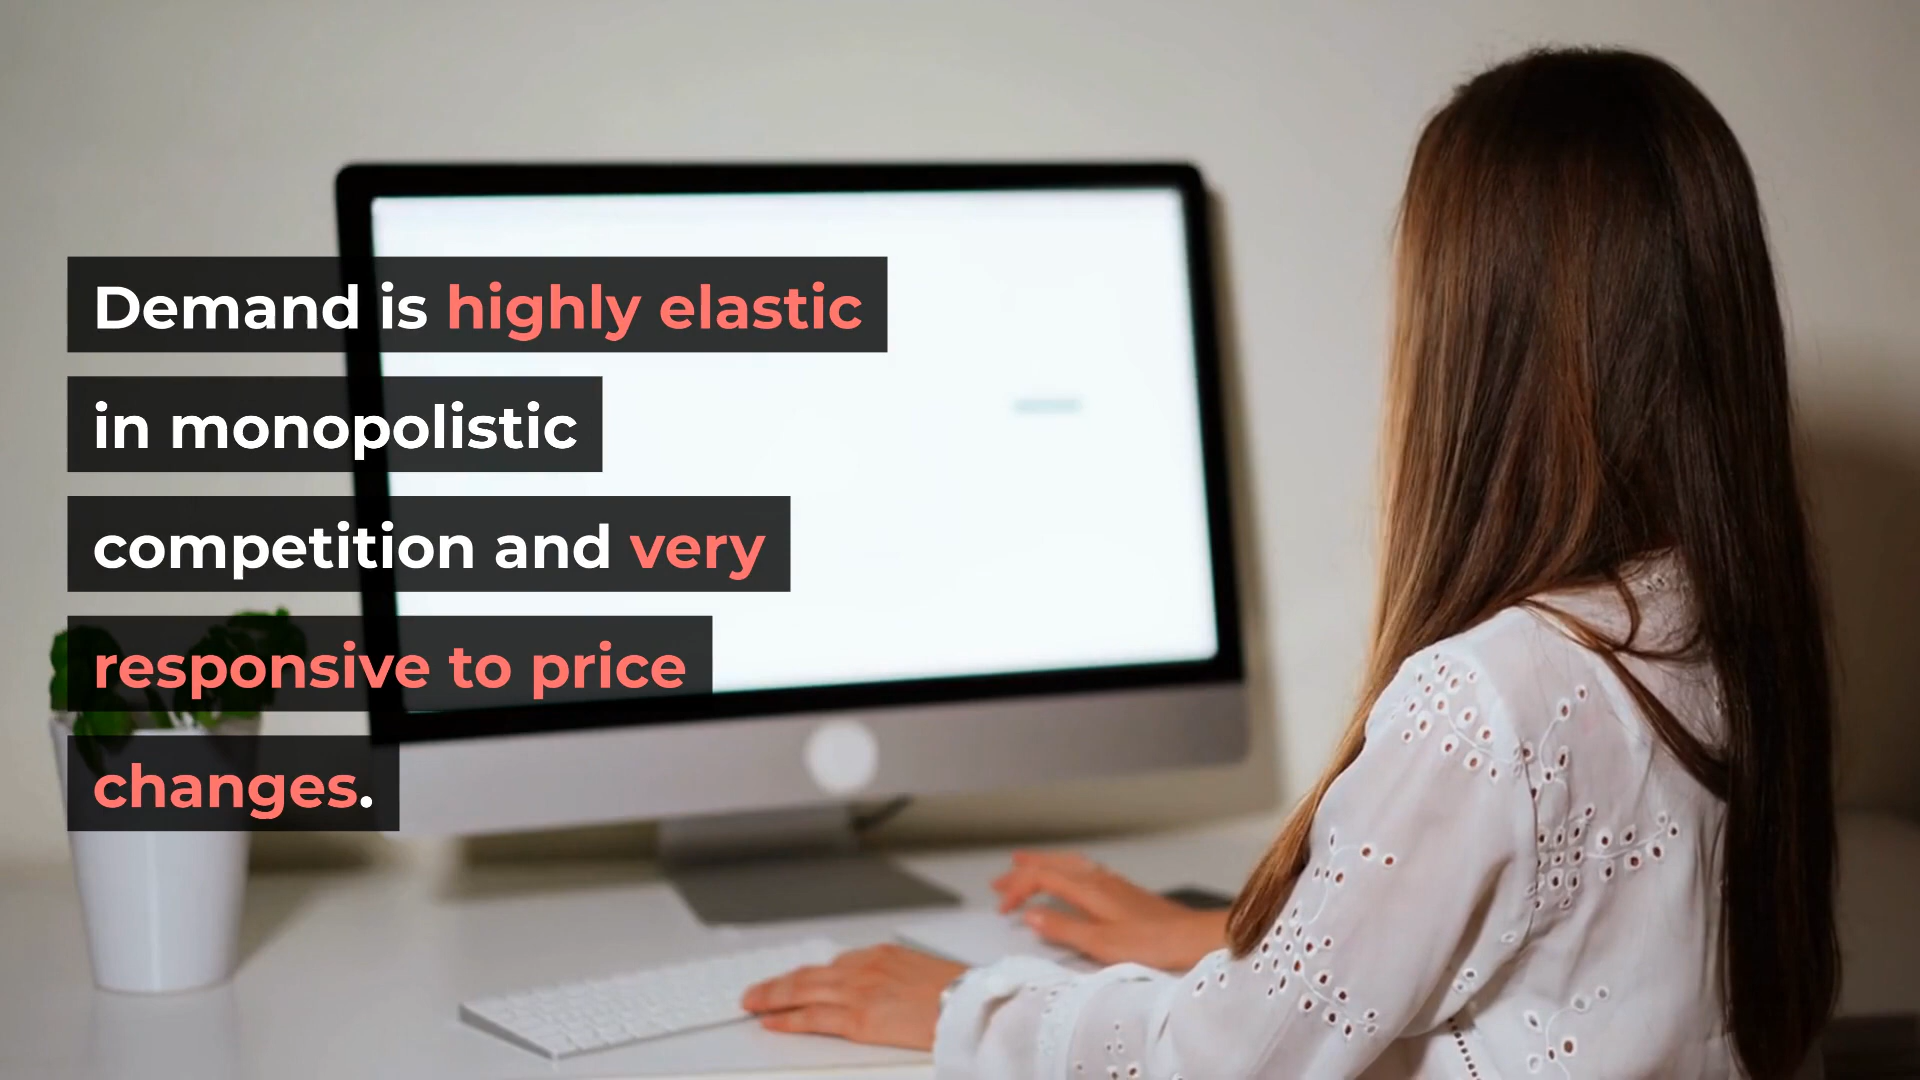 Demand is highly elastic
in monopolistic
competition and very
responsive to price
changes.